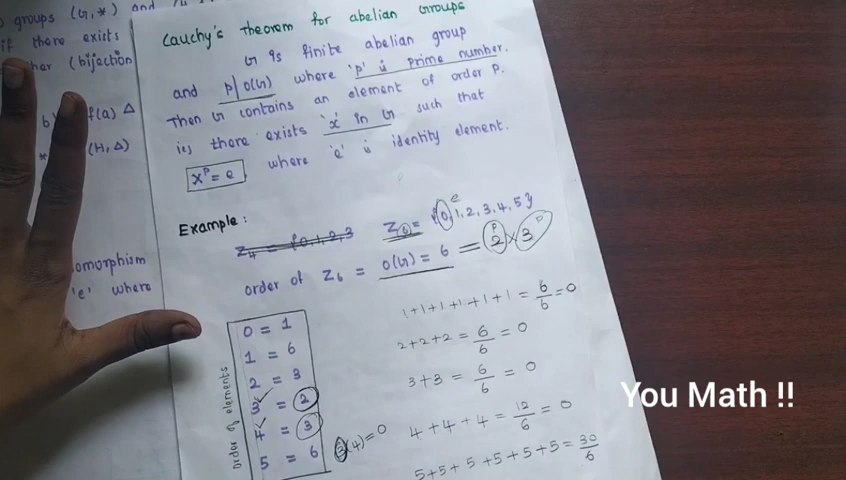 groups (G, *) and
if there exists
(bijection
b
f(a) Δ
(H, Δ)
omorphism
'e' where
Cauchy's theorem for abelian Groups
G is finite abelian group
and p|o(G) where 'p' is prime number.
Then G contains an element of order P.
ie, there exists 'x' in G such that
x^p = e, where 'e' is identity element.
Example:
Z4 = {0,1,2,3
Z6 = {0,1,2,3,4,5}
e
order of Z6 = o(G) = 6 = 2 × 3
P
P
order of elements
0 = 1
1 = 6
2 = 3
3 = 2
4 = 3
5 = 6
1+1+1+1+1+1 = 6/6 = 0
2+2+2 = 6/6 = 0
3+3 = 6/6 = 0
4+4+4 = 12/6 = 0
(4) = 0
5+5+5+5+5+5 = 30/6
You Math !!